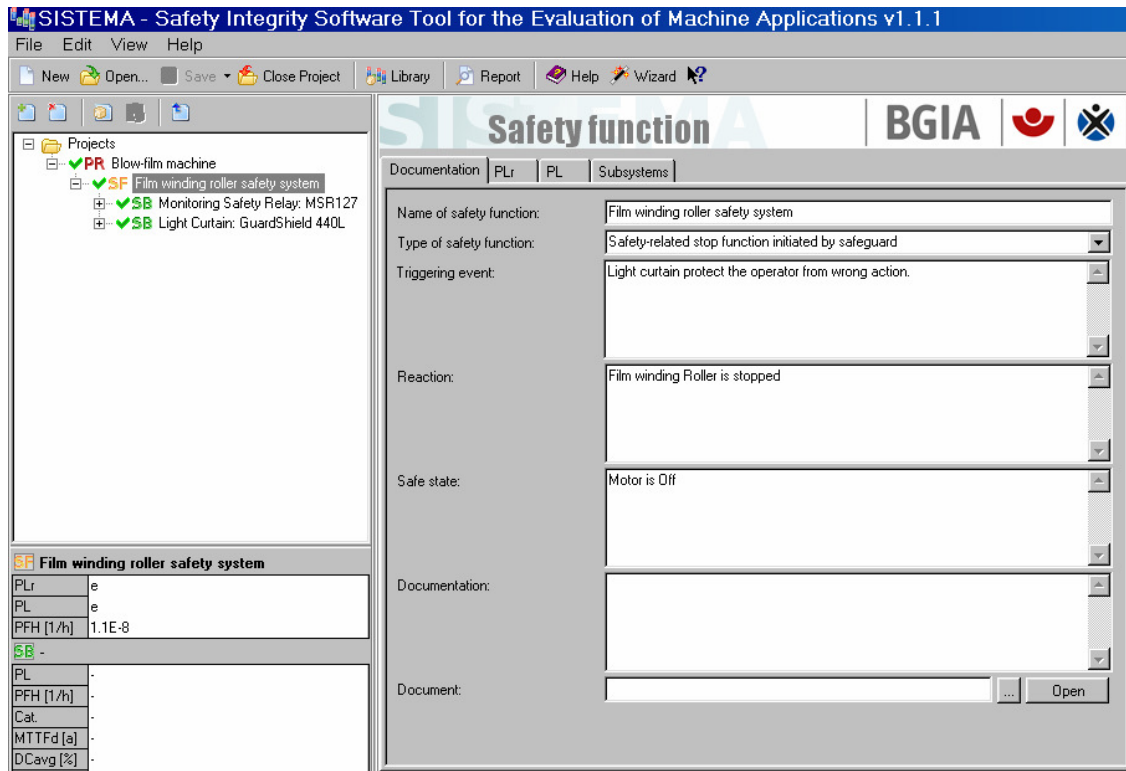 SISTEMA - Safety Integrity Software Tool for the Evaluation of Machine Applications v1.1.1
File Edit View Help
New Open... Save Close Project Library Report Help Wizard
SISTEMA
Safety function
BGIA
Projects
PR Blow-film machine
SF Film winding roller safety system
SB Monitoring Safety Relay: MSR127
SB Light Curtain: GuardShield 440L
Documentation PLr PL Subsystems
Name of safety function: Film winding roller safety system
Type of safety function: Safety-related stop function initiated by safeguard
Triggering event: Light curtain protect the operator from wrong action.
Reaction: Film winding Roller is stopped
Safe state: Motor is Off
Documentation:
Document: ... Open
SF Film winding roller safety system
PLr e
PL e
PFH [1/h] 1.1E-8
SB -
PL -
PFH [1/h] -
Cat. -
MTTFd [a] -
DCavg [%] -